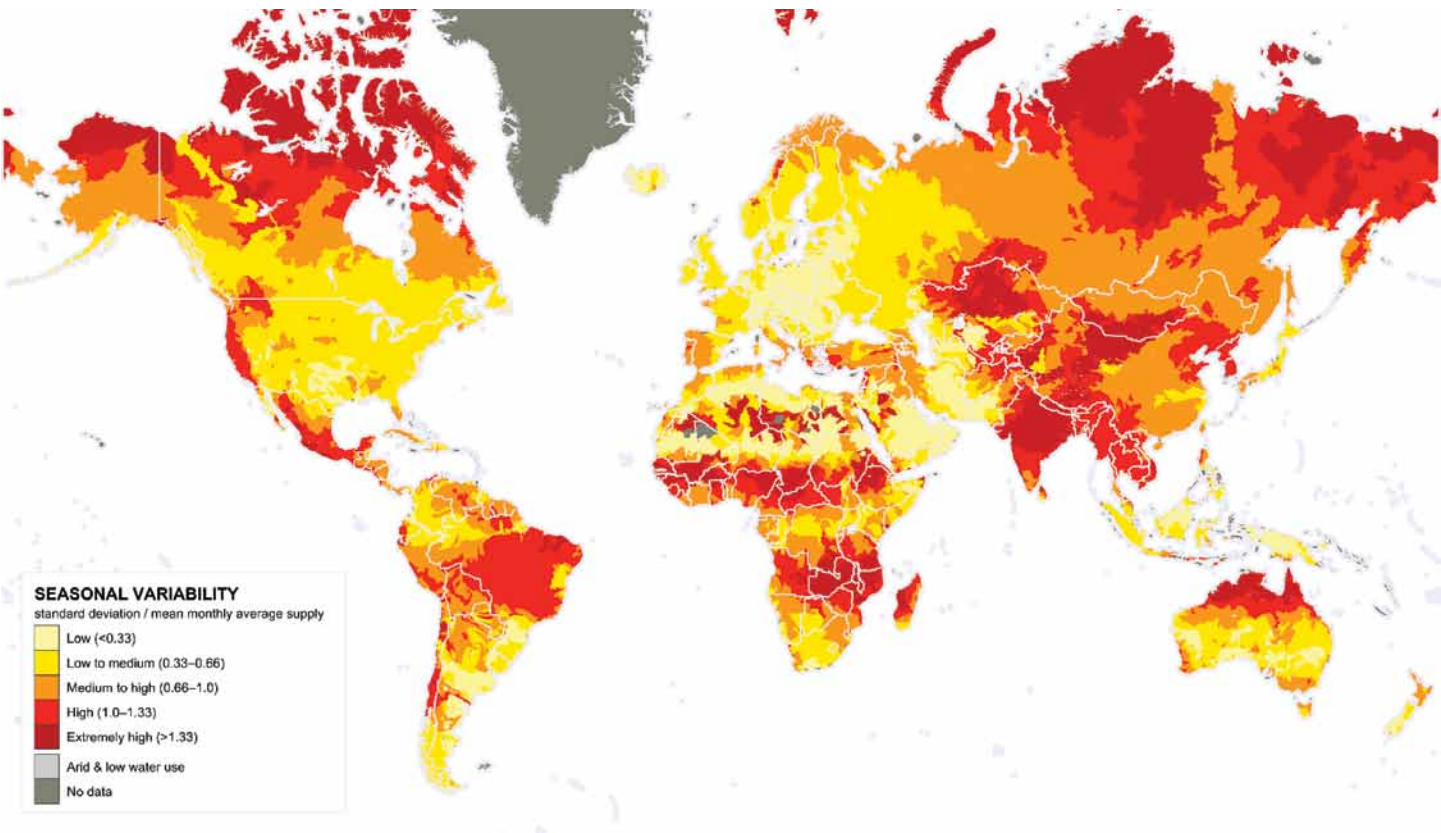 SEASONAL VARIABILITY
standard deviation / mean monthly average supply
Low (<0.33)
Low to medium (0.33–0.66)
Medium to high (0.66–1.0)
High (1.0–1.33)
Extremely high (>1.33)
Arid & low water use
No data